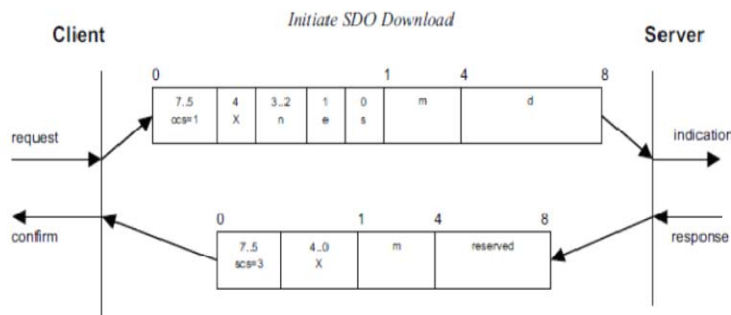 Initiate SDO Download
Client
Server
0 1 4 8
7..5 4 3..2 1 0 m d
ccs=1 X n e s
request
indication
confirm
response
0 1 4 8
7..5 4..0 m reserved
scs=3 X